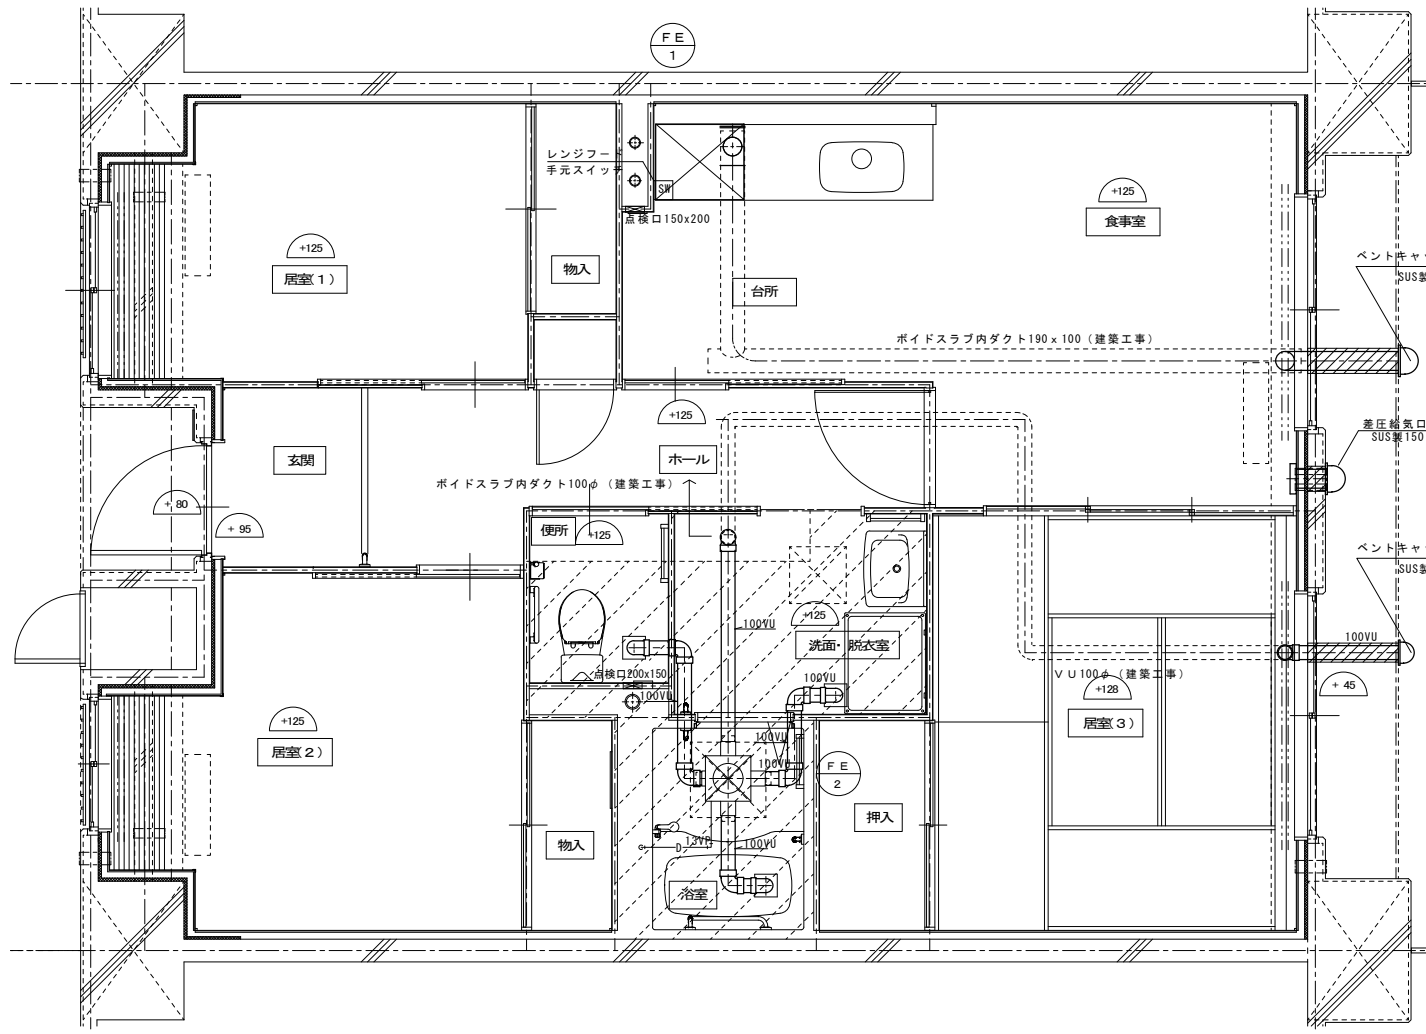 FE
1
レンジフード
手元スイッチ
SW
点検口150x200
+125
食事室
+125
居室(1)
物入
台所
ベントキャッ
SUS製
ボイドスラブ内ダクト190x100(建築工事)
+125
差圧給気口
SUS製150
玄関
ホール
ボイドスラブ内ダクト100φ(建築工事)
+80
+95
便所
+125
ベントキャッ
SUS製
+125
100VU
洗面・脱衣室
100VU
点検口200x150
100VU
100VU
VU100φ(建築工事)
+128
+45
+125
居室(2)
居室(3)
100VU
100VU
FE
2
押入
物入
13VP
D
100VU
浴室